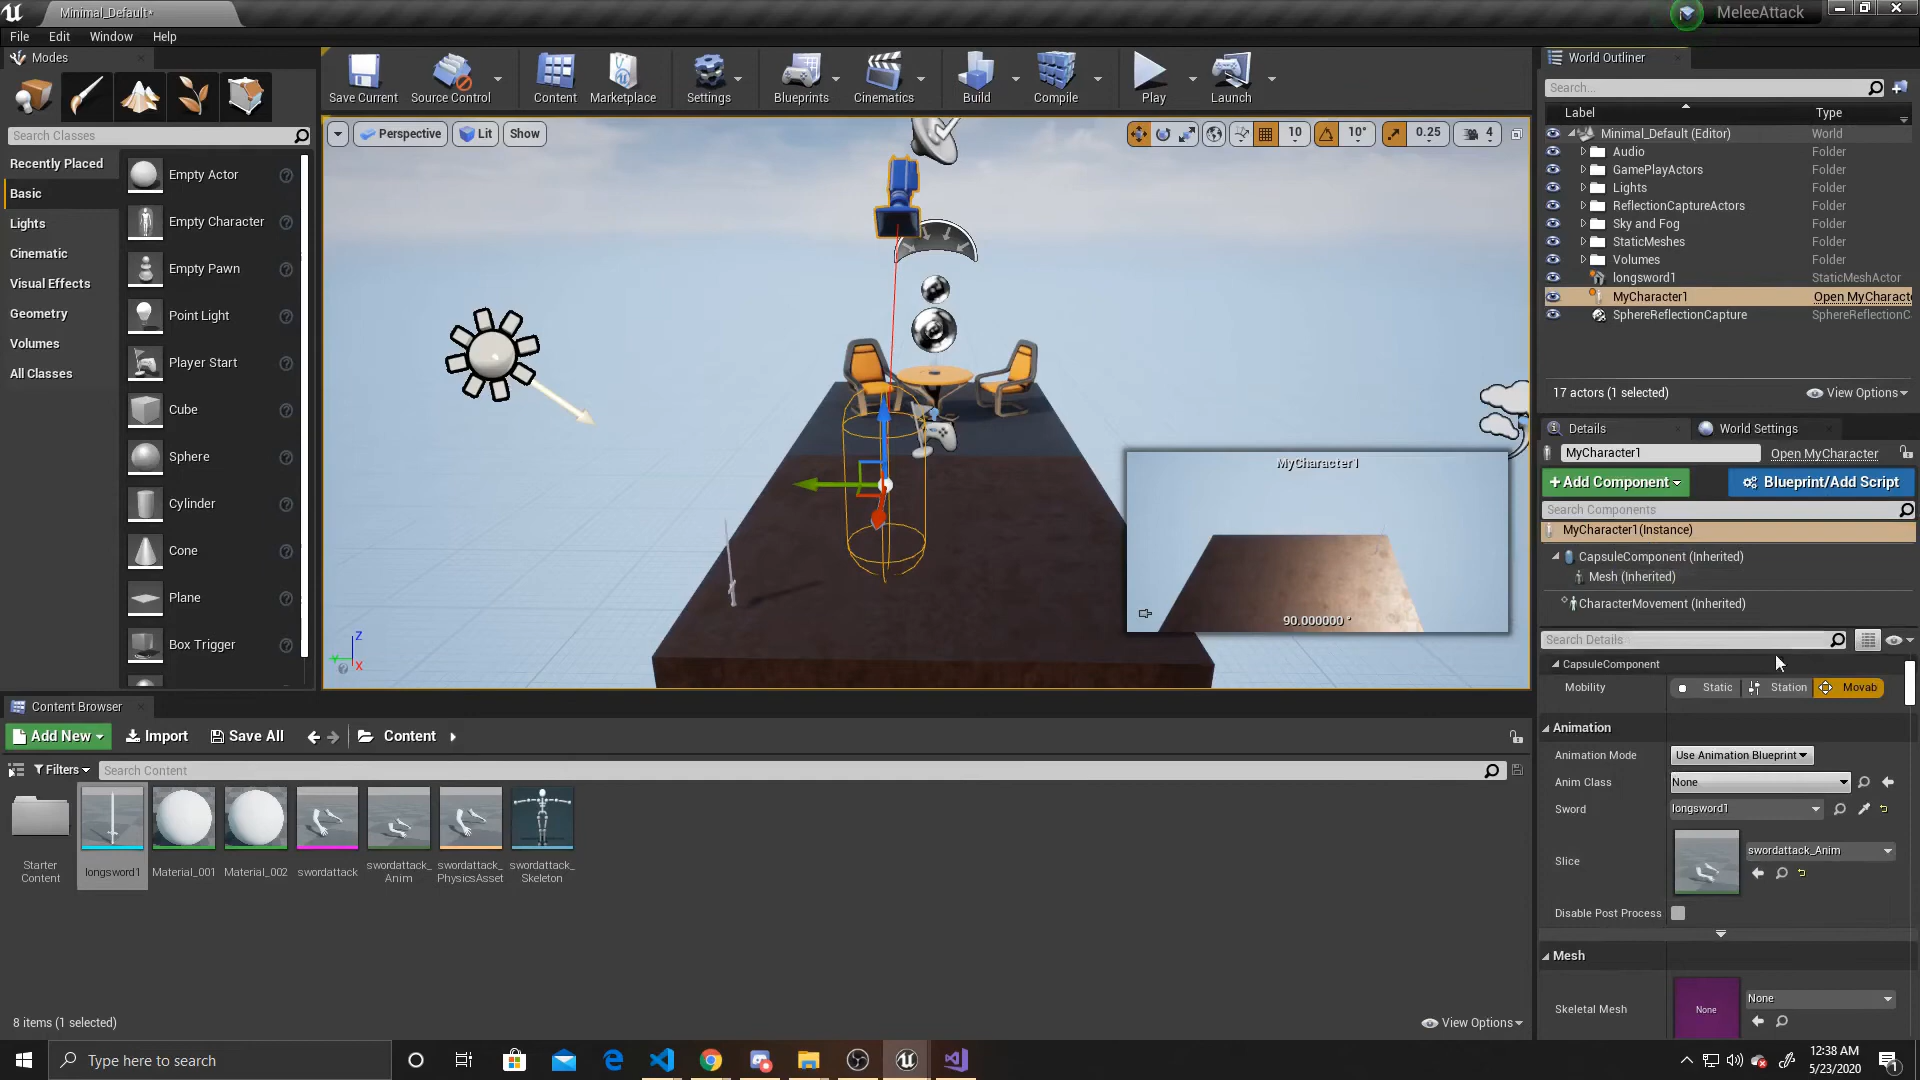 Minimal_Default*
MeleeAttack
File Edit Window Help
Modes
Search Classes
Recently Placed
Basic
Lights
Cinematic
Visual Effects
Geometry
Volumes
All Classes
Empty Actor
Empty Character
Empty Pawn
Point Light
Player Start
Cube
Sphere
Cylinder
Cone
Plane
Box Trigger
Save Current
Source Control
Content
Marketplace
Settings
Blueprints
Cinematics
Build
Compile
Play
Launch
Perspective
Lit
Show
10
10°
0.25
4
MyCharacter1
90.000000 °
World Outliner
Search...
Label Type
Minimal_Default (Editor) World
Audio Folder
GamePlayActors Folder
Lights Folder
ReflectionCaptureActors Folder
Sky and Fog Folder
StaticMeshes Folder
Volumes Folder
longsword1 StaticMeshActor
MyCharacter1 Open MyCharact
SphereReflectionCapture SphereReflectionC
17 actors (1 selected)
View Options
Details
World Settings
MyCharacter1
Open MyCharacter
+Add Component
Blueprint/Add Script
Search Components
MyCharacter1(Instance)
CapsuleComponent (Inherited)
Mesh (Inherited)
CharacterMovement (Inherited)
Search Details
CapsuleComponent
Mobility Static Station Movab
Animation
Animation Mode Use Animation Blueprint
Anim Class None
Sword longsword1
Slice swordattack_Anim
Disable Post Process
Mesh
Skeletal Mesh None None
Content Browser
Add New Import Save All Content
Filters Search Content
Starter
Content
longsword1
Material_001
Material_002
swordattack
swordattack_
Anim
swordattack_
PhysicsAsset
swordattack_
Skeleton
8 items (1 selected)
View Options
Type here to search
12:38 AM
5/23/2020
1